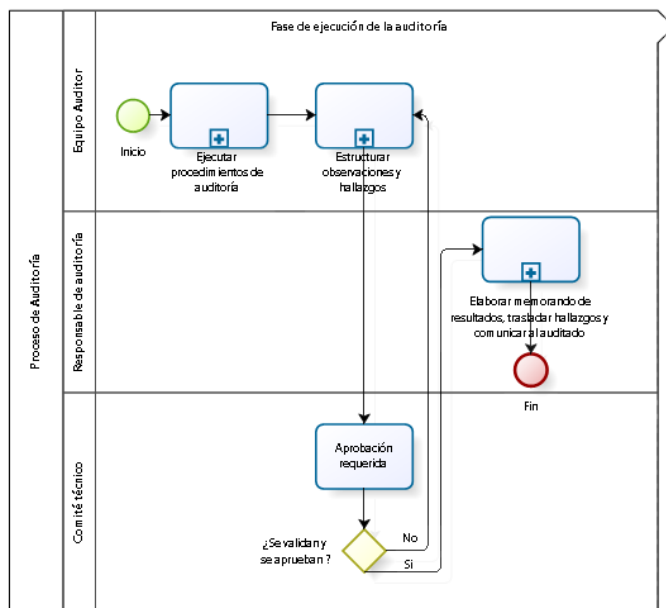 Fase de ejecución de la auditoría
Proceso de Auditoría
Equipo Auditor
Inicio
Ejecutar
procedimientos de
auditoría
Estructurar
observaciones y
hallazgos
Responsable de auditoría
Elaborar memorando de
resultados, trasladar hallazgos y
comunicar al auditado
Fin
Comité técnico
Aprobación
requerida
¿Se validan y
se aprueban ?
No
Si